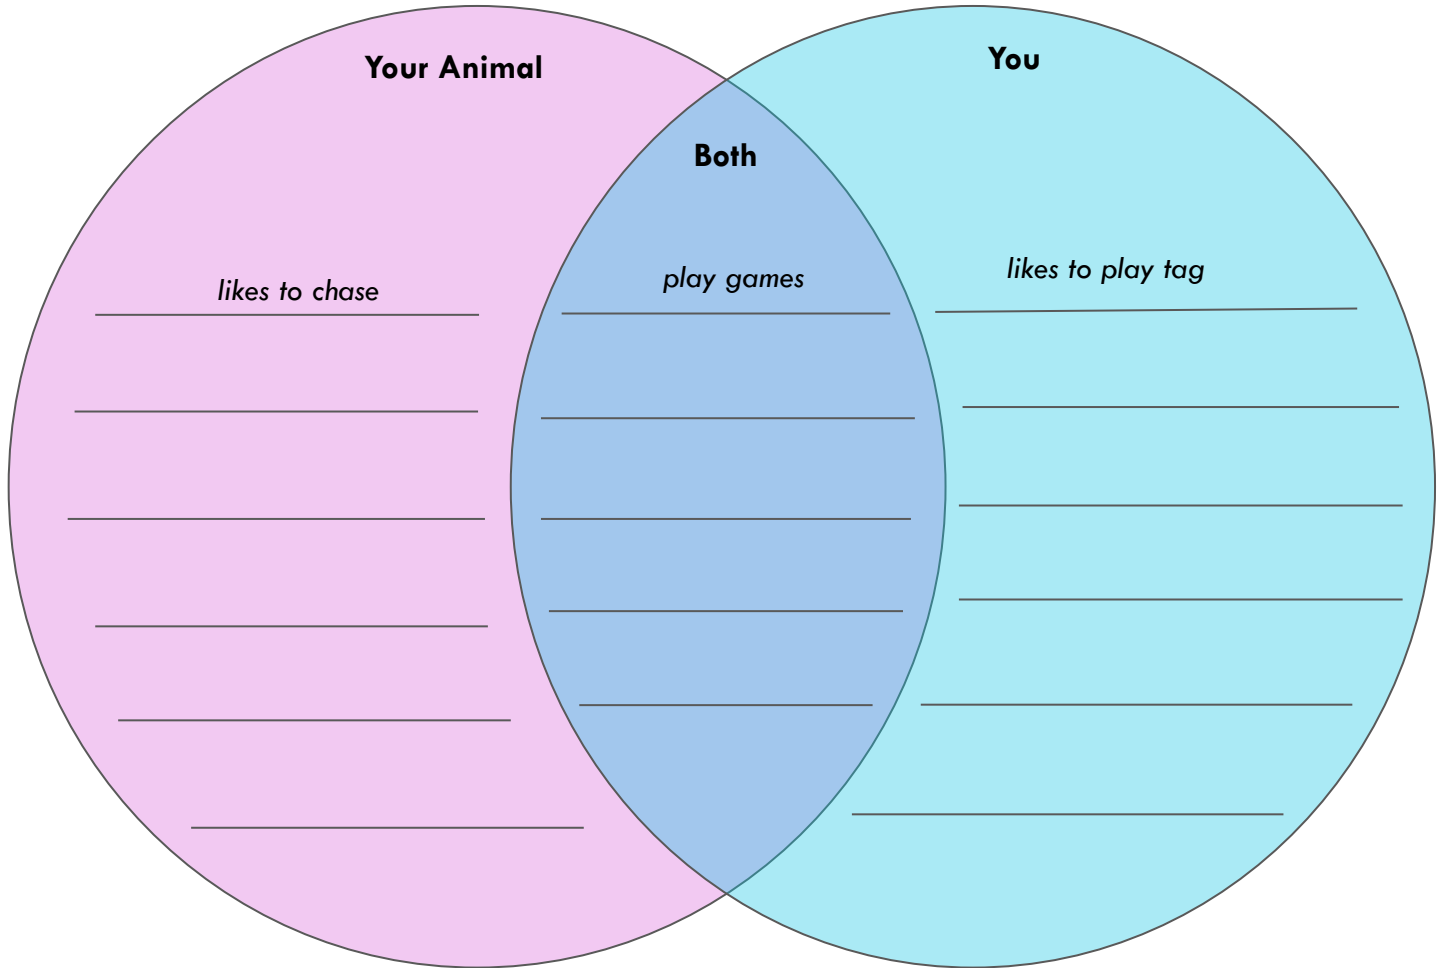 Your Animal
You
Both
likes to chase
play games
likes to play tag